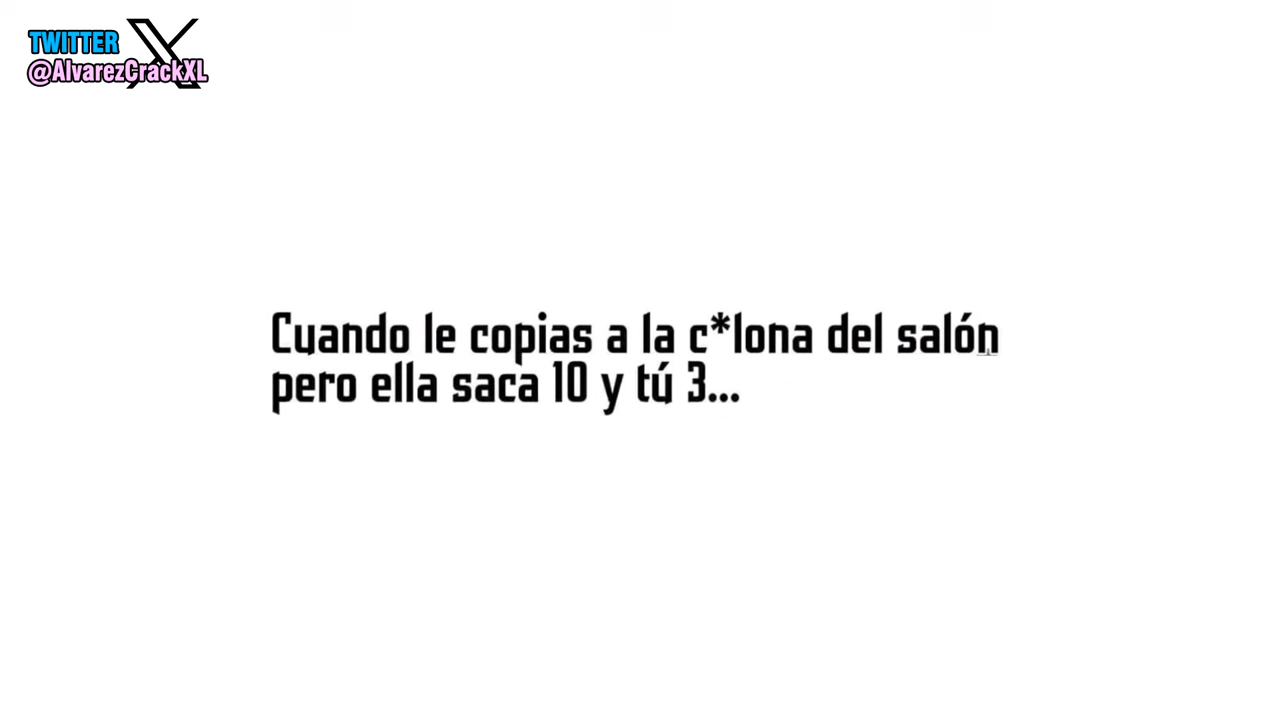 TWITTER
@AlvarezCrackXL
Cuando le copias a la c*lona del salón
pero ella saca 10 y tú 3...